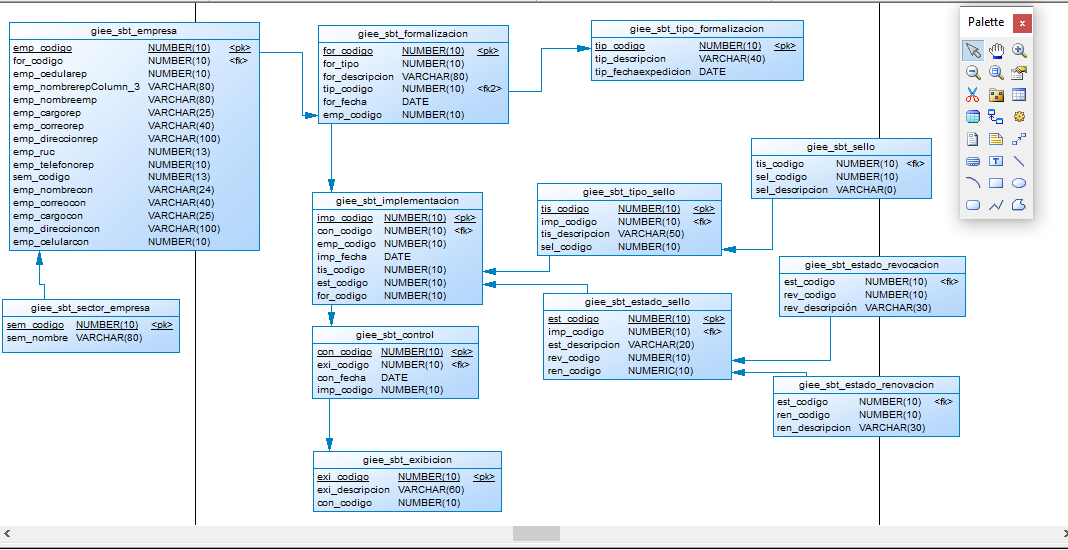 giee_sbt_empresa
emp_codigo NUMBER(10) <pk>
for_codigo NUMBER(10) <fk>
emp_cedularep NUMBER(10)
emp_nombrerepColumn_3 VARCHAR(80)
emp_nombreemp VARCHAR(80)
emp_cargorep VARCHAR(25)
emp_correorep VARCHAR(40)
emp_direccionrep VARCHAR(100)
emp_ruc NUMBER(13)
emp_telefonorep NUMBER(10)
sem_codigo NUMBER(13)
emp_nombrecon VARCHAR(24)
emp_correocon VARCHAR(40)
emp_cargocon VARCHAR(25)
emp_direccioncon VARCHAR(100)
emp_celularcon NUMBER(10)
giee_sbt_sector_empresa
sem_codigo NUMBER(10) <pk>
sem_nombre VARCHAR(80)
giee_sbt_formalizacion
for_codigo NUMBER(10) <pk>
for_tipo NUMBER(10)
for_descripcion VARCHAR(80)
tip_codigo NUMBER(10) <fk2>
for_fecha DATE
emp_codigo NUMBER(10)
giee_sbt_tipo_formalizacion
tip_codigo NUMBER(10) <pk>
tip_descripcion VARCHAR(40)
tip_fechaexpedicion DATE
giee_sbt_implementacion
imp_codigo NUMBER(10) <pk>
con_codigo NUMBER(10) <fk>
emp_codigo NUMBER(10)
imp_fecha DATE
tis_codigo NUMBER(10)
est_codigo NUMBER(10)
for_codigo NUMBER(10)
giee_sbt_control
con_codigo NUMBER(10) <pk>
exi_codigo NUMBER(10) <fk>
con_fecha DATE
imp_codigo NUMBER(10)
giee_sbt_exibicion
exi_codigo NUMBER(10) <pk>
exi_descripcion VARCHAR(60)
con_codigo NUMBER(10)
giee_sbt_tipo_sello
tis_codigo NUMBER(10) <pk>
imp_codigo NUMBER(10) <fk>
tis_descripcion VARCHAR(50)
sel_codigo NUMBER(10)
giee_sbt_sello
tis_codigo NUMBER(10) <fk>
sel_codigo NUMBER(10)
sel_descripcion VARCHAR(0)
giee_sbt_estado_sello
est_codigo NUMBER(10) <pk>
imp_codigo NUMBER(10) <fk>
est_descripcion VARCHAR(20)
rev_codigo NUMBER(10)
ren_codigo NUMERIC(10)
giee_sbt_estado_revocacion
est_codigo NUMBER(10) <fk>
rev_codigo NUMBER(10)
rev_descripción VARCHAR(30)
giee_sbt_estado_renovacion
est_codigo NUMBER(10) <fk>
ren_codigo NUMBER(10)
ren_descripcion VARCHAR(30)
Palette